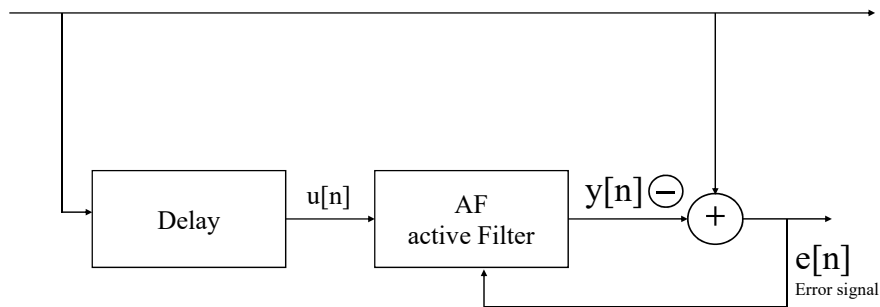 Delay
u[n]
AF
active Filter
y[n] −
+
e[n]
Error signal